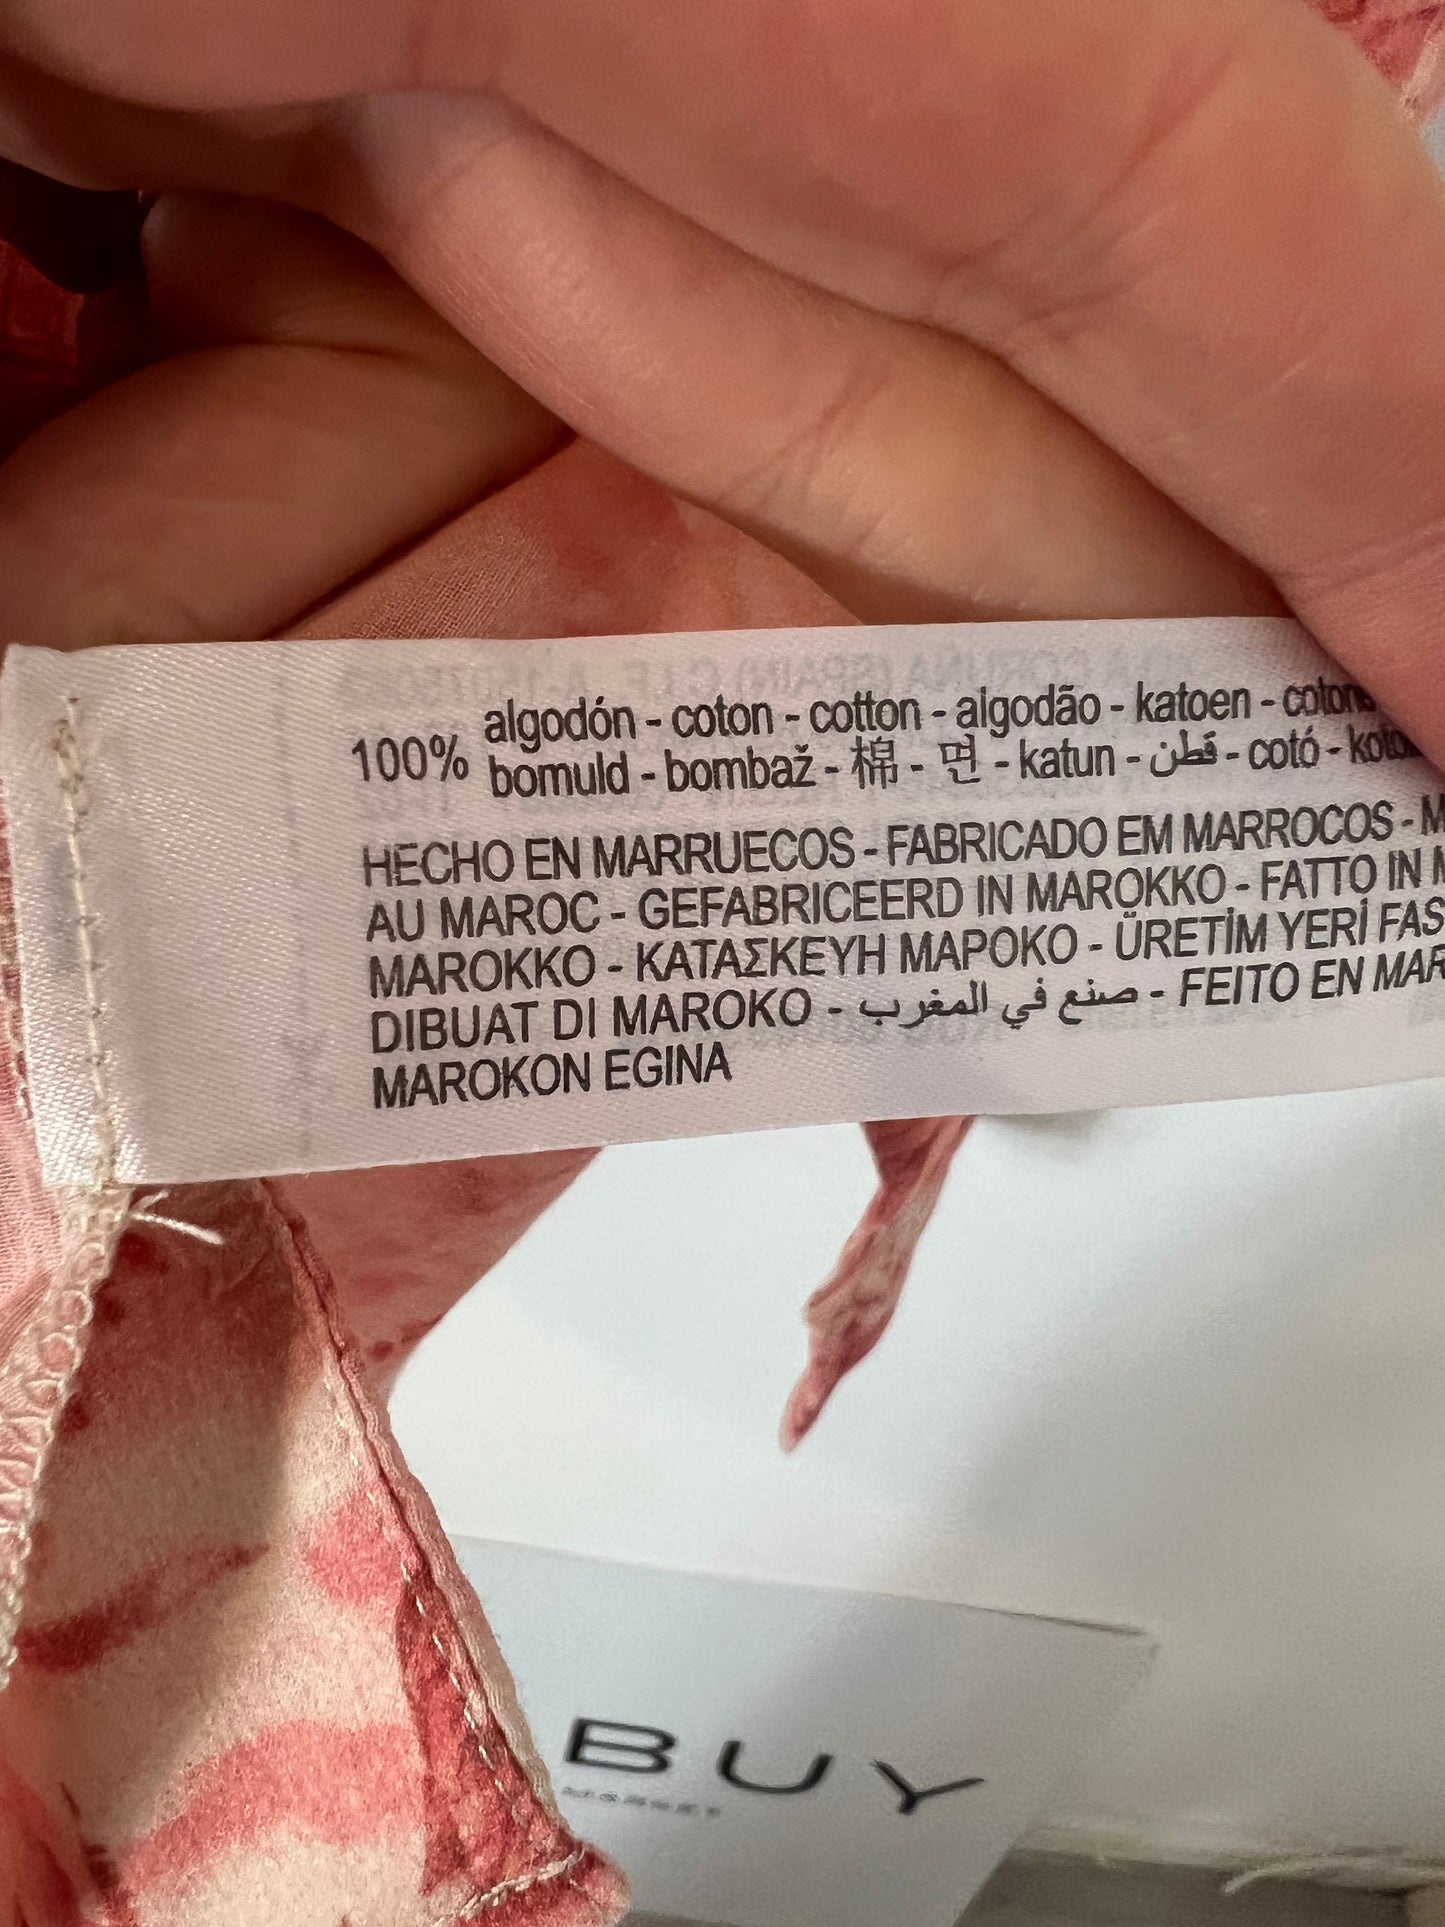 100% algodón - coton - cotton - algodão - katoen -
bomuld - bombaž - 棉 - 면 - katun - قطن - cotó -
HECHO EN MARRUECOS - FABRICADO EM MARROCOS -
AU MAROC - GEFABRICEERD IN MAROKKO - FATTO IN
MAROKKO - ΚΑΤΑΣΚΕΥΗ ΜΑΡΟΚΟ - ÜRETİM YERİ FAS
DIBUAT DI MAROKO - صنع في المغرب - FEITO EN MAR
MAROKON EGINA
BUY